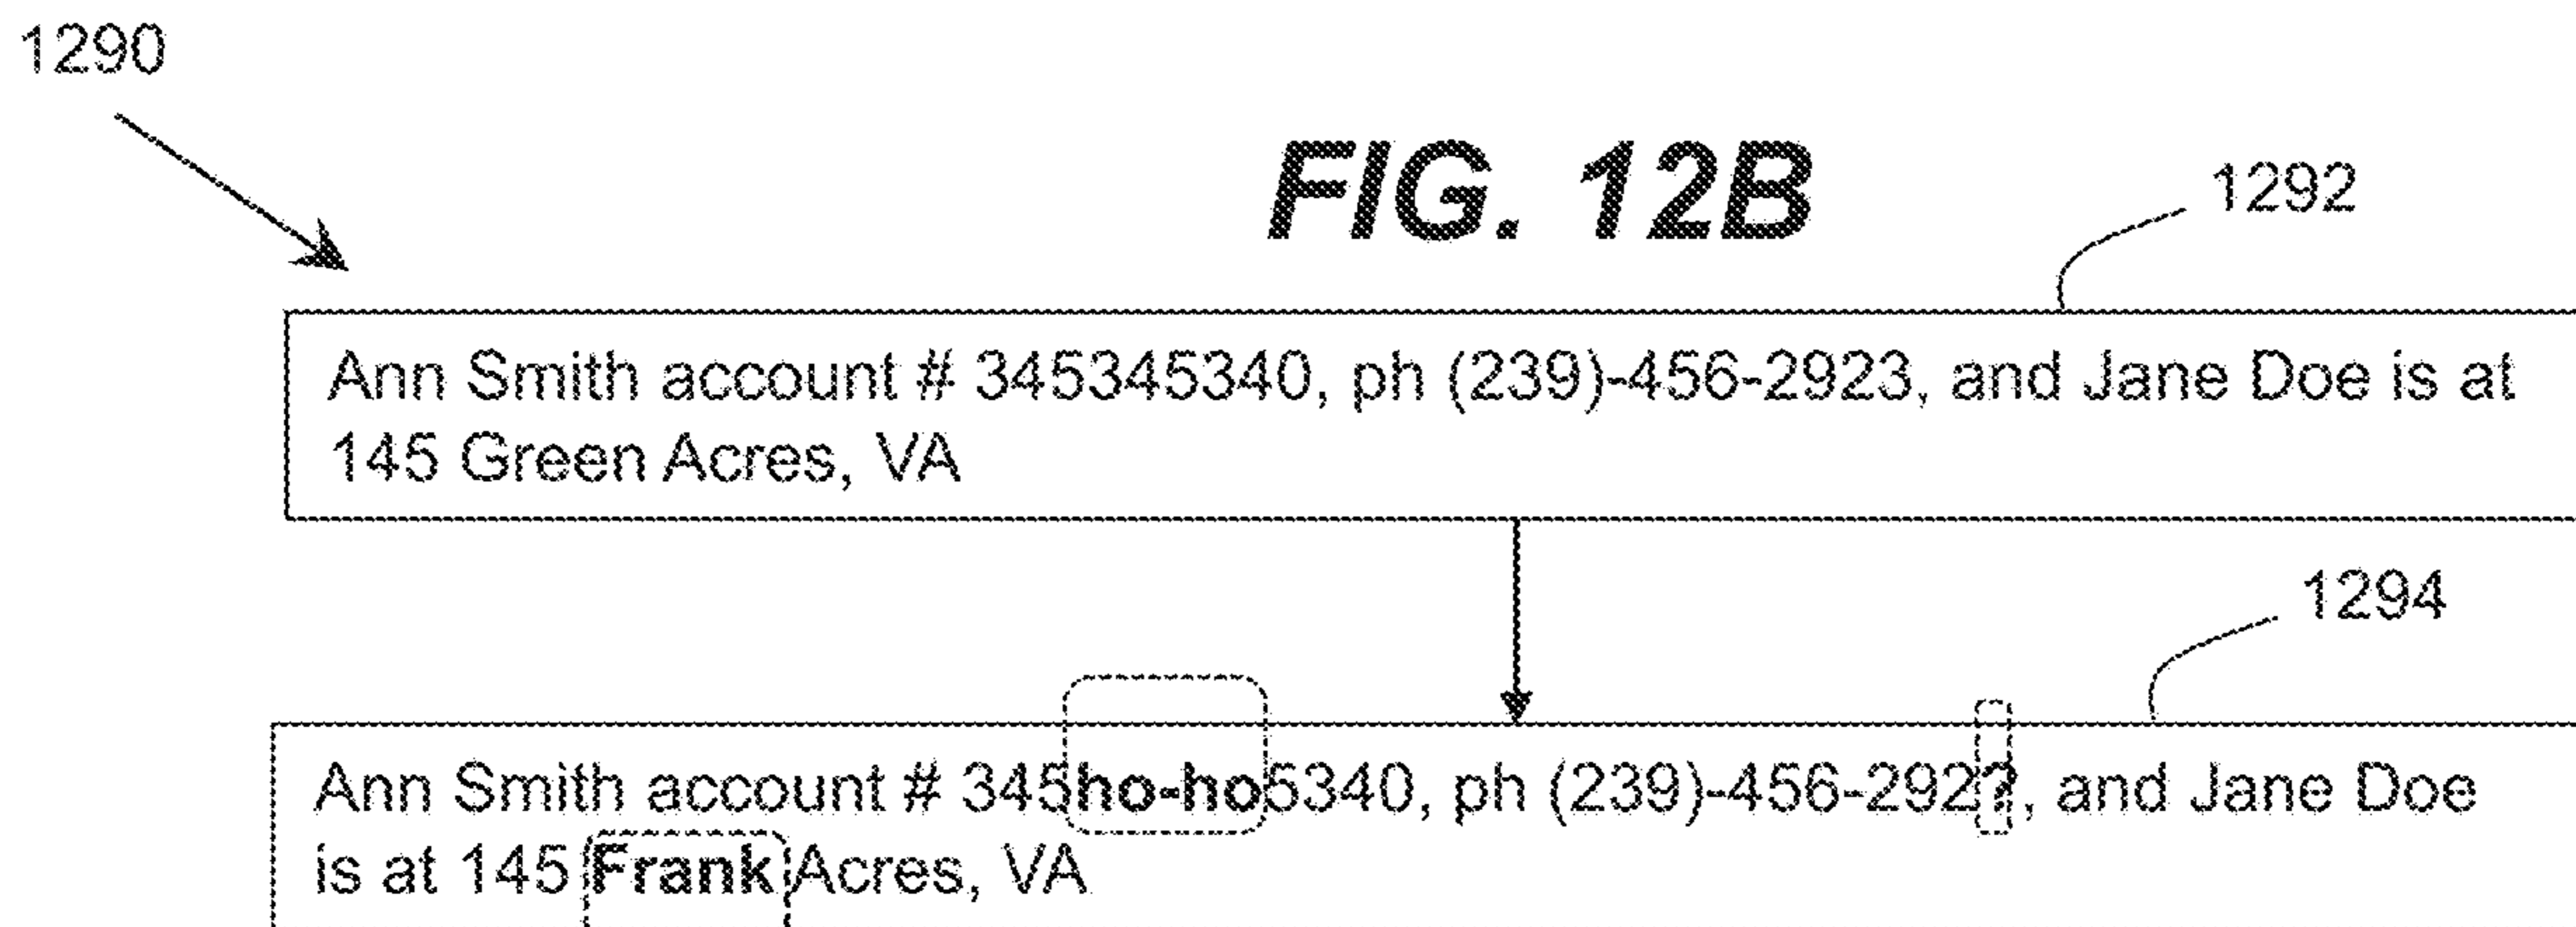 1290
FIG. 12B
1292
Ann Smith account # 345345340, ph (239)-456-2923, and Jane Doe is at
145 Green Acres, VA
1294
Ann Smith account # 345ho-ho5340, ph (239)-456-292?, and Jane Doe
is at 145 Frank Acres, VA